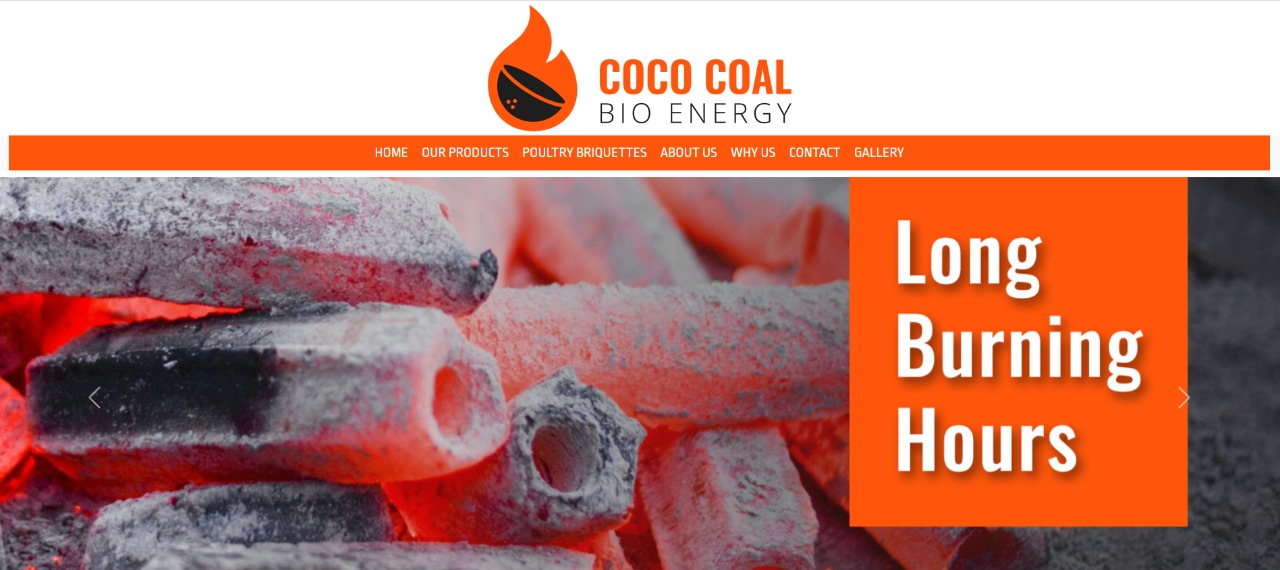 COCO COAL
BIO ENERGY
HOME OUR PRODUCTS POULTRY BRIQUETTES ABOUT US WHY US CONTACT GALLERY
Long
Burning
Hours